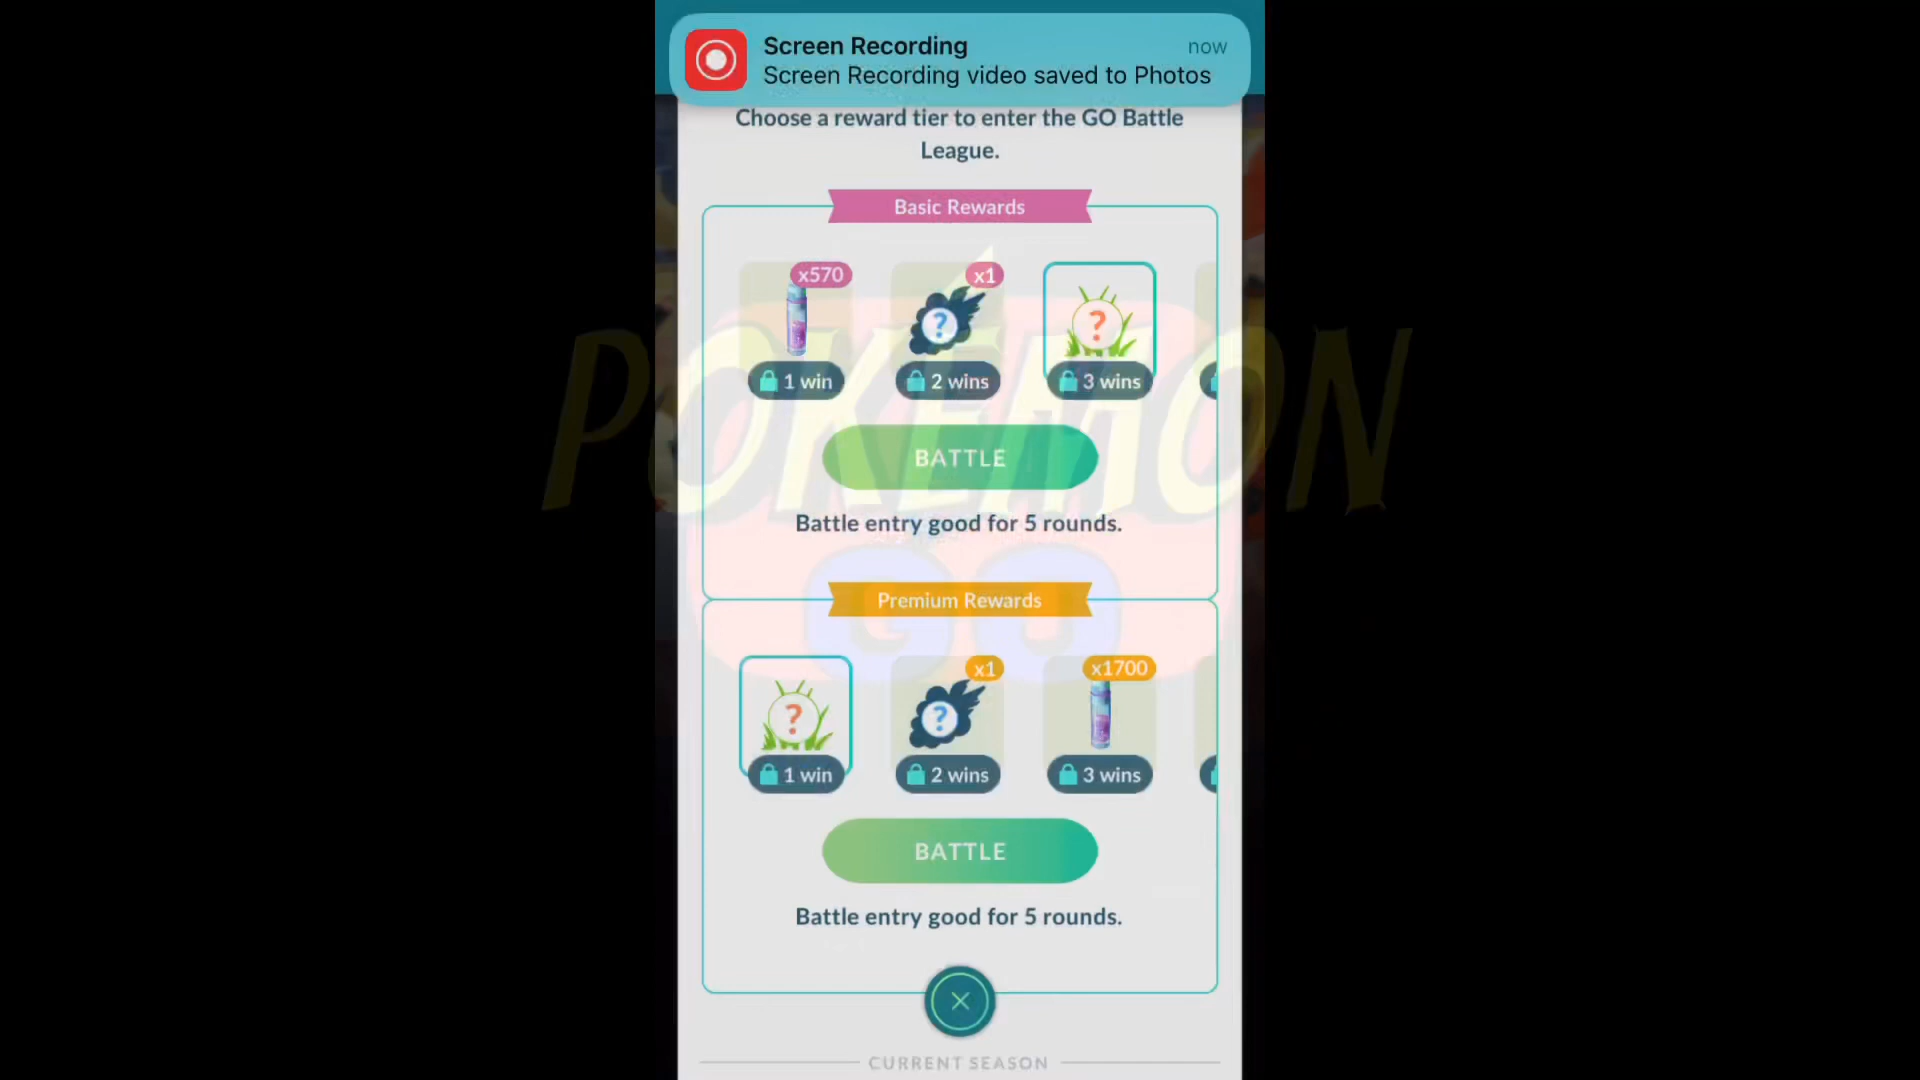 Screen Recording
now
Screen Recording video saved to Photos
Choose a reward tier to enter the GO Battle
League.
Basic Rewards
x570
x1
?
?
1 win
2 wins
3 wins
POKÉMON
BATTLE
Battle entry good for 5 rounds.
GO
Premium Rewards
x1
x1700
?
?
1 win
2 wins
3 wins
BATTLE
Battle entry good for 5 rounds.
CURRENT SEASON